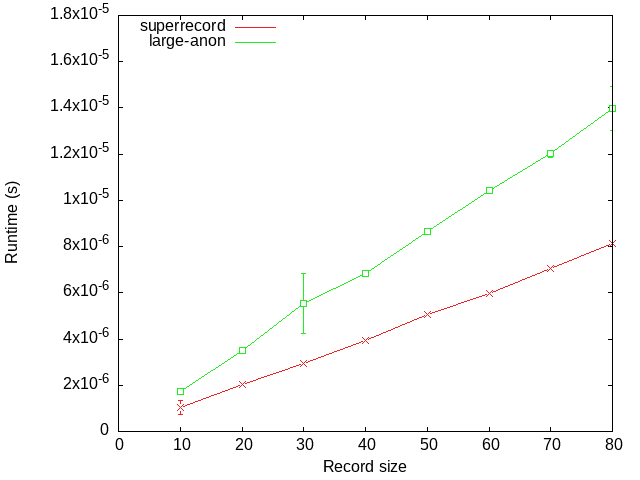 1.8x10-5
superrecord
large-anon
1.6x10-5
1.4x10-5
1.2x10-5
1x10-5
Runtime (s)
8x10-6
6x10-6
4x10-6
2x10-6
0
0 10 20 30 40 50 60 70 80
Record size